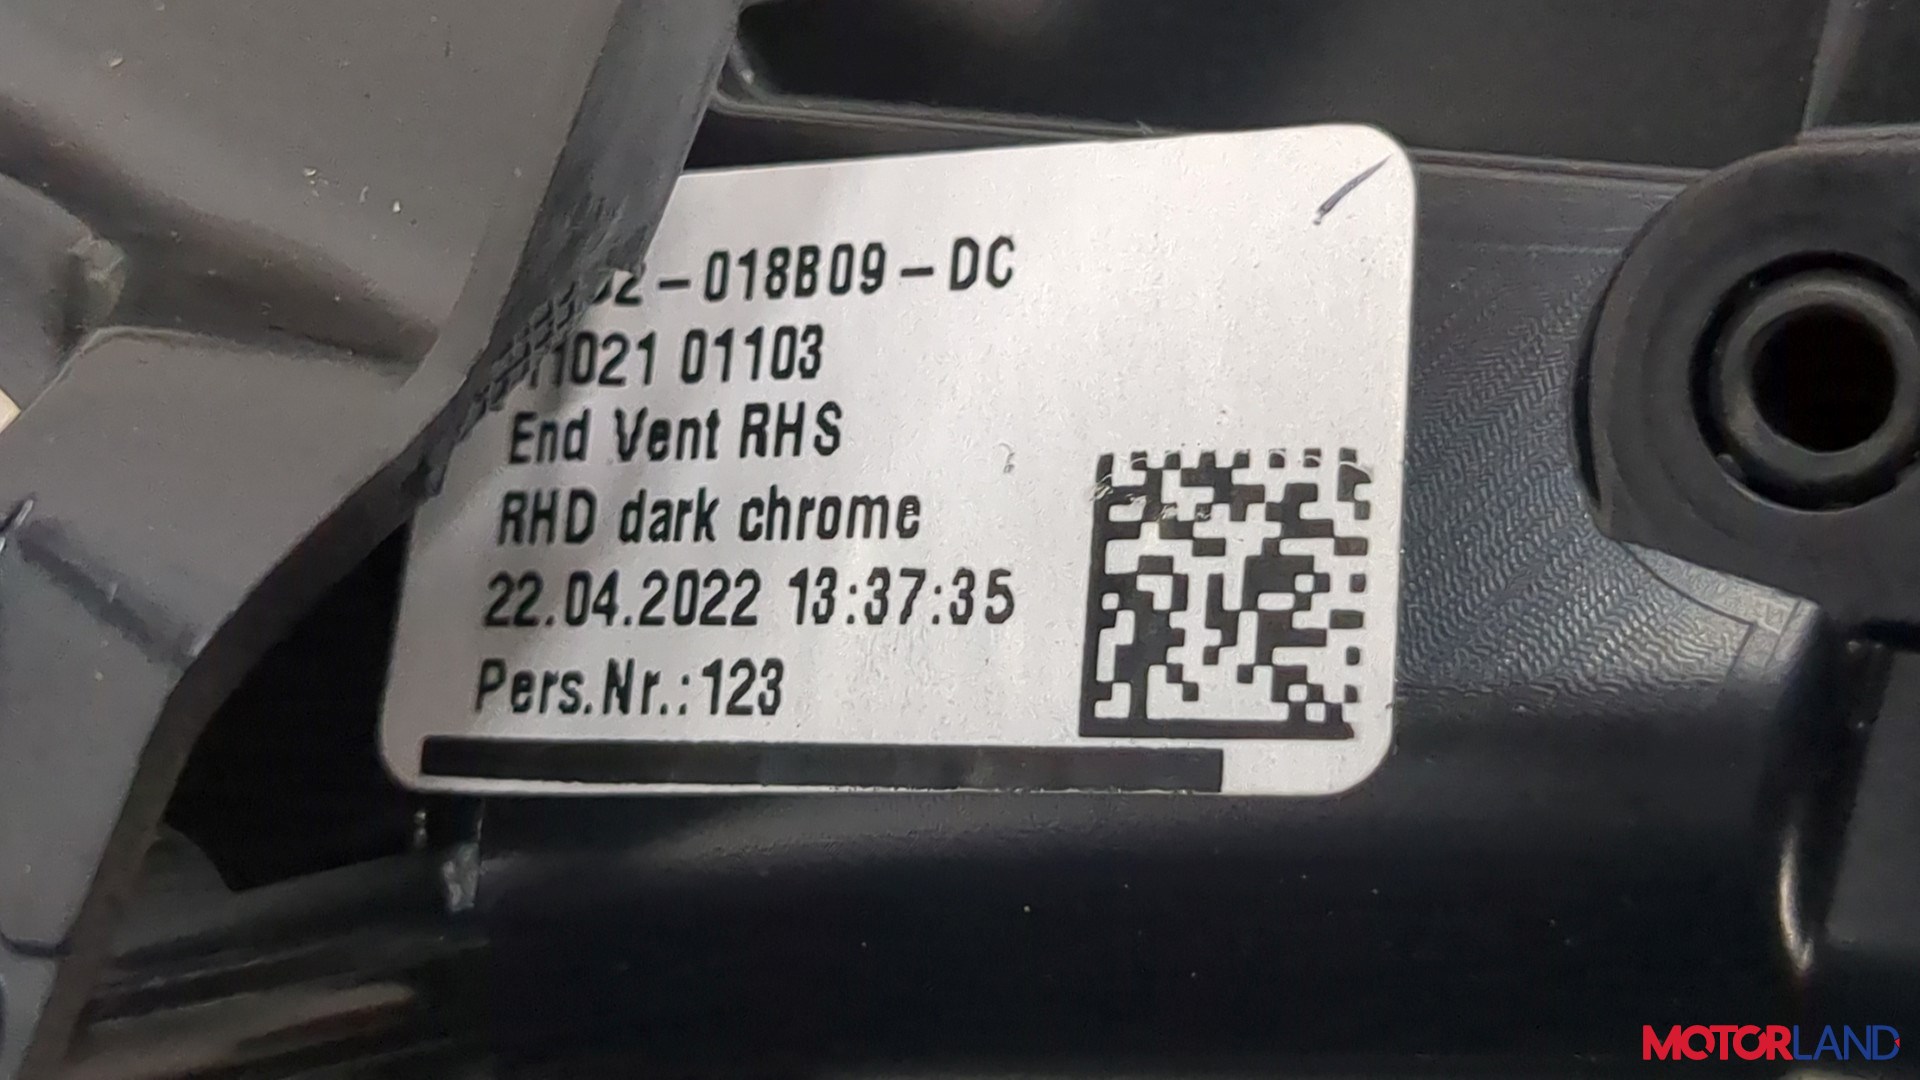 -018B09-DC
01103
End Vent RHS
RHD dark chrome
22.04.2022 13:37:35
Pers.Nr.:123
MOTORLAND